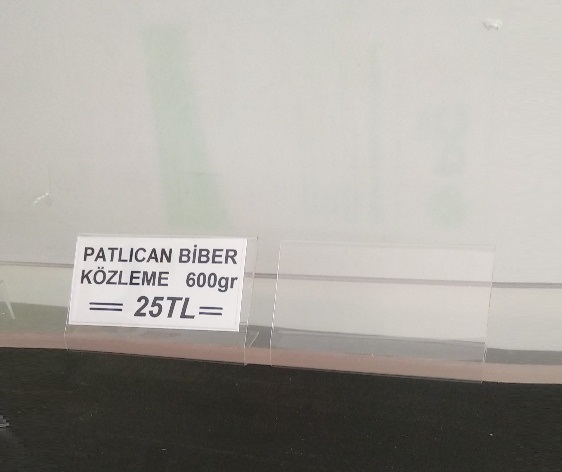 PATLICAN BİBER
KÖZLEME 600gr
= 25TL =